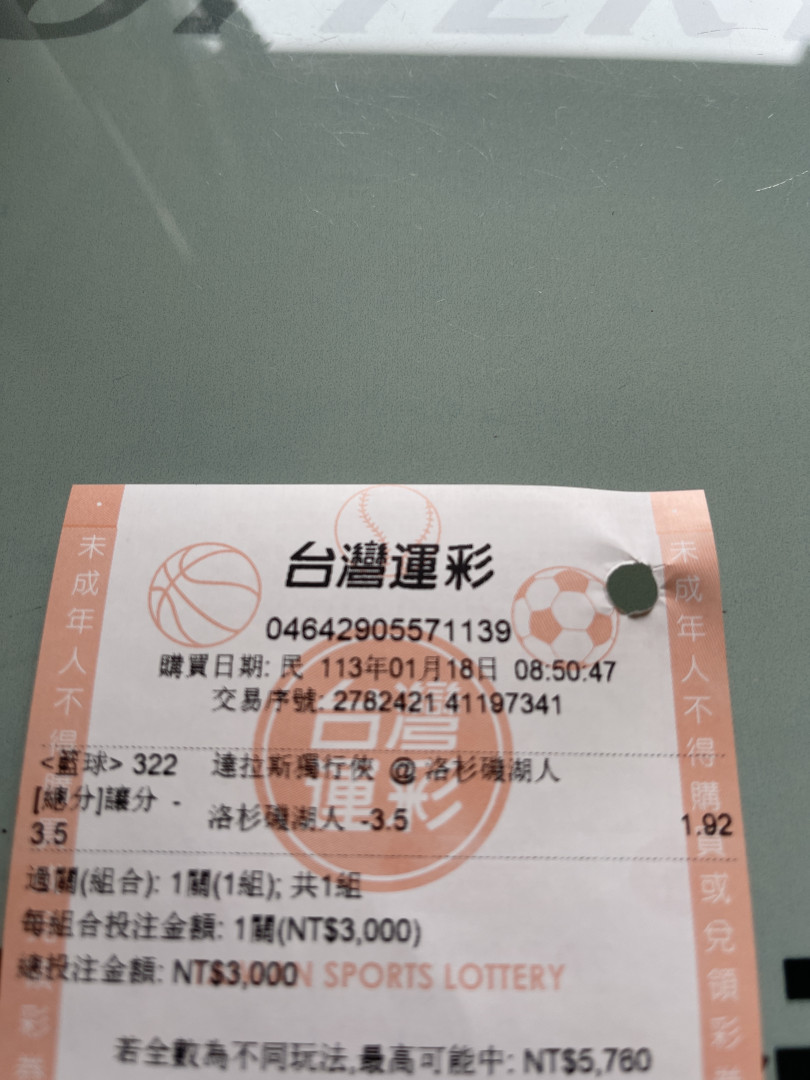 台灣運彩
04642905571139
購買日期: 民 113年01月18日 08:50:47
交易序號: 2782421 41197341
<籃球> 322 達拉斯獨行俠 @ 洛杉磯湖人
[總分]讓分 -
3.5 洛杉磯湖人 -3.5 1.92
過關(組合): 1關(1組); 共1組
每組合投注金額: 1關(NT$3,000)
總投注金額: NT$3,000
SPORTS LOTTERY
若全數為不同玩法,最高可能中: NT$5,760
台灣運彩
未成年人不得
未成年人不得購買或兌領彩